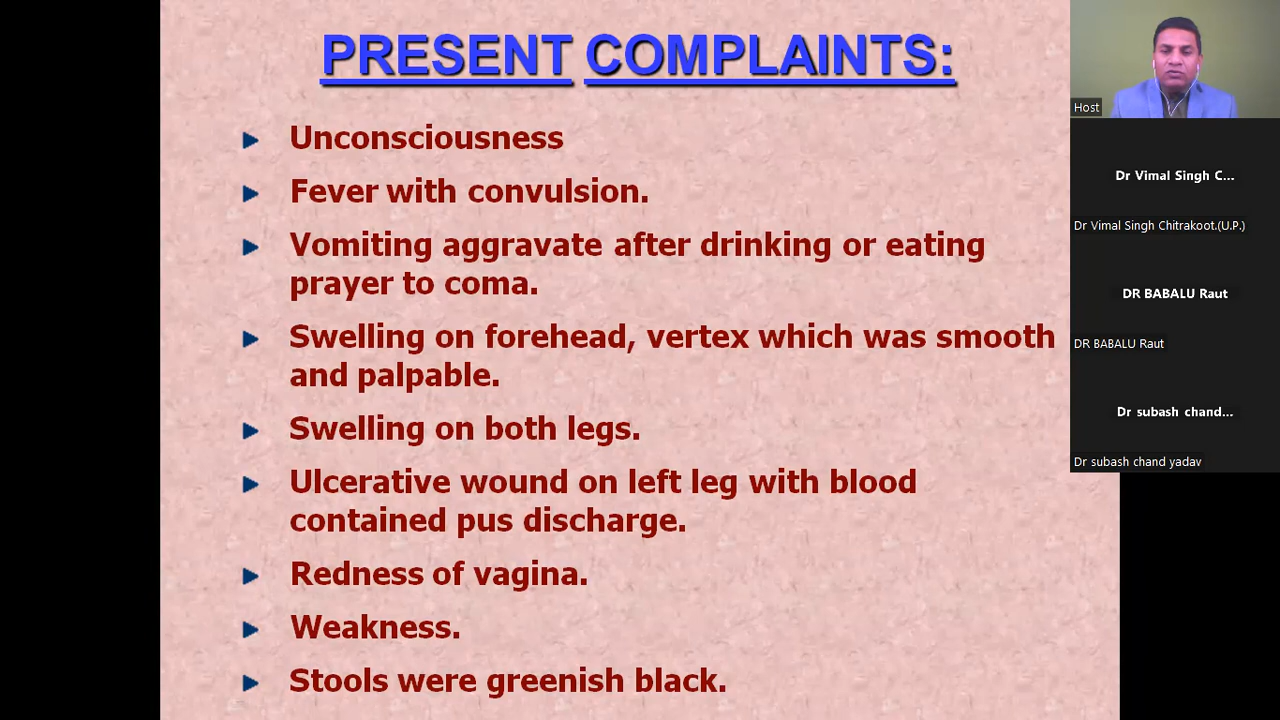 PRESENT COMPLAINTS:
Unconsciousness
Fever with convulsion.
Vomiting aggravate after drinking or eating
prayer to coma.
Swelling on forehead, vertex which was smooth
and palpable.
Swelling on both legs.
Ulcerative wound on left leg with blood
contained pus discharge.
Redness of vagina.
Weakness.
Stools were greenish black.
Host
Dr Vimal Singh C...
Dr Vimal Singh Chitrakoot.(U.P.)
DR BABALU Raut
DR BABALU Raut
Dr subash chand...
Dr subash chand yadav